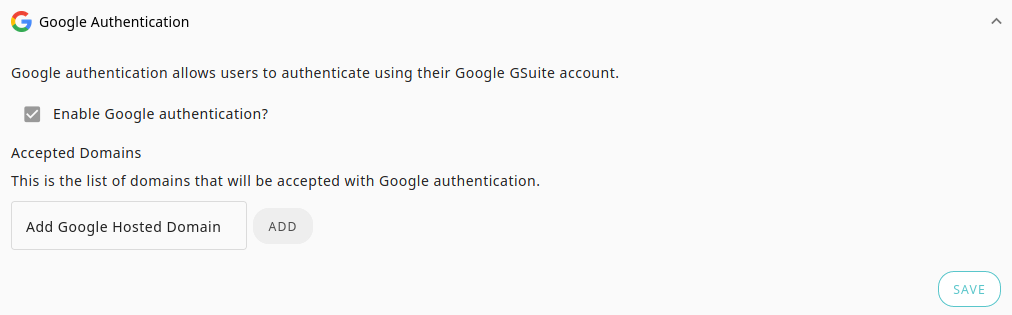 Google Authentication
Google authentication allows users to authenticate using their Google GSuite account.
Enable Google authentication?
Accepted Domains
This is the list of domains that will be accepted with Google authentication.
Add Google Hosted Domain
ADD
SAVE